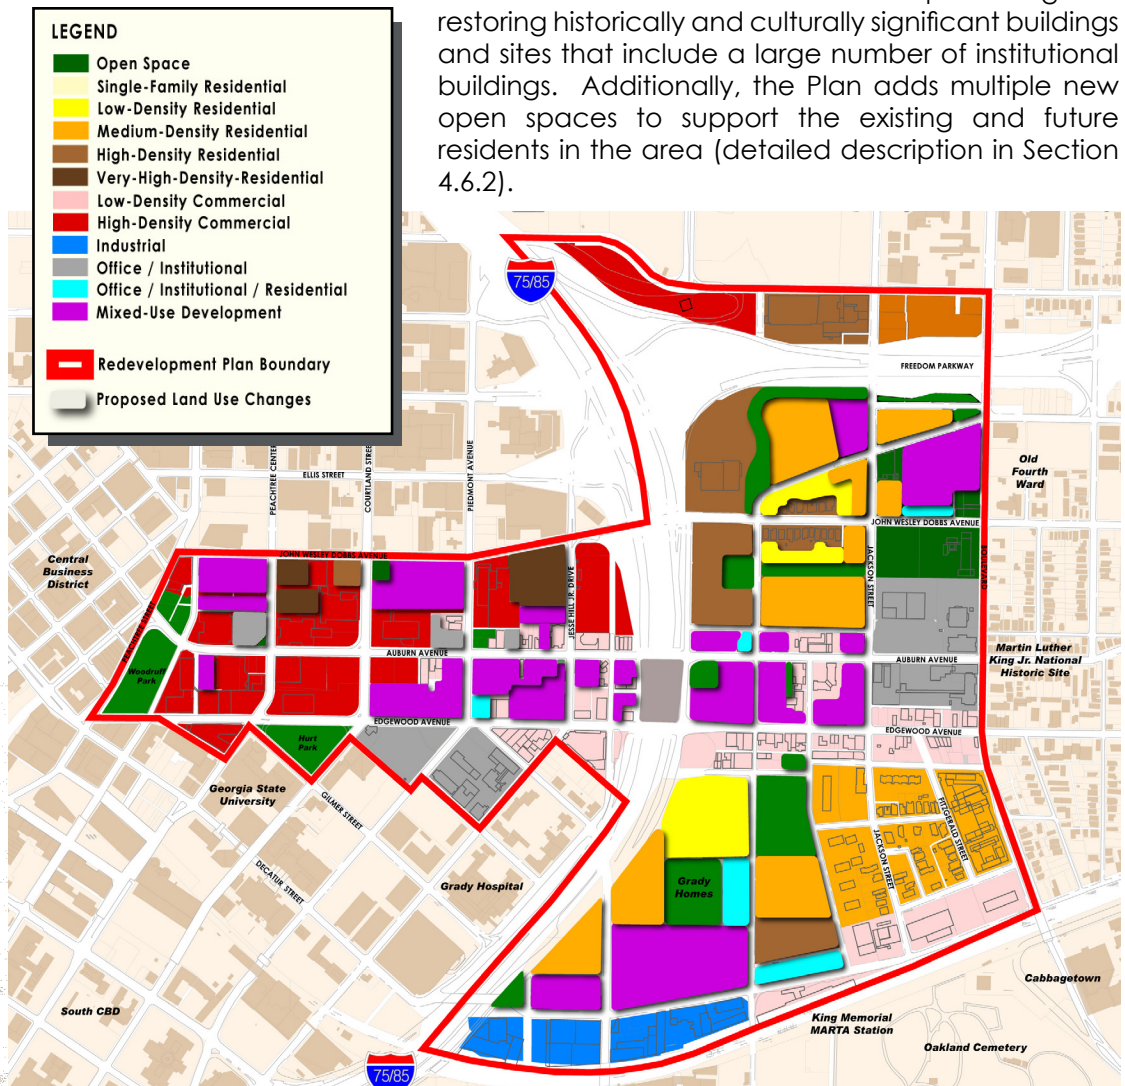 restoring historically and culturally significant buildings
and sites that include a large number of institutional
buildings. Additionally, the Plan adds multiple new
open spaces to support the existing and future
residents in the area (detailed description in Section
4.6.2).
LEGEND
Open Space
Single-Family Residential
Low-Density Residential
Medium-Density Residential
High-Density Residential
Very-High-Density-Residential
Low-Density Commercial
High-Density Commercial
Industrial
Office / Institutional
Office / Institutional / Residential
Mixed-Use Development
Redevelopment Plan Boundary
Proposed Land Use Changes
75/85
FREEDOM PARKWAY
PEACHTREE CENTER
COURTLAND STREET
PIEDMONT AVENUE
ELLIS STREET
Old
Fourth
Ward
JOHN WESLEY DOBBS AVENUE
JOHN WESLEY DOBBS AVENUE
Central
Business
District
PEACHTREE STREET
JESSE HILL JR. DRIVE
JACKSON STREET
BOULEVARD
Martin Luther
King Jr. National
Historic Site
AUBURN AVENUE
AUBURN AVENUE
Woodruff
Park
EDGEWOOD AVENUE
EDGEWOOD AVENUE
Hurt
Park
Georgia State
University
GILMER STREET
DECATUR STREET
Grady Hospital
Grady
Homes
JACKSON STREET
FITZGERALD STREET
Cabbagetown
South CBD
King Memorial
MARTA Station
Oakland Cemetery
75/85